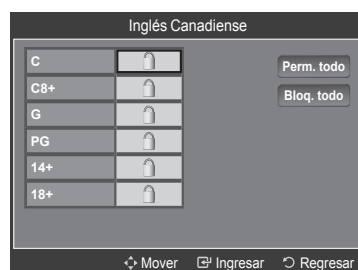 Inglés Canadiense
C
Perm. todo
C8+
Bloq. todo
G
PG
14+
18+
Mover Ingresar Regresar